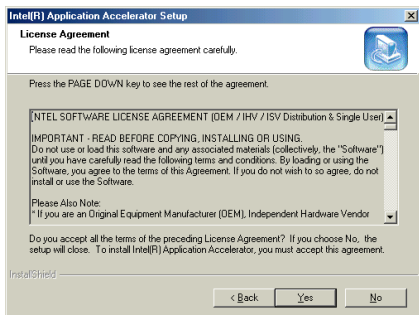 Intel(R) Application Accelerator Setup
License Agreement
Please read the following license agreement carefully.
Press the PAGE DOWN key to see the rest of the agreement.
INTEL SOFTWARE LICENSE AGREEMENT (OEM / IHV / ISV Distribution & Single User)
IMPORTANT - READ BEFORE COPYING, INSTALLING OR USING.
Do not use or load this software and any associated materials (collectively, the "Software")
until you have carefully read the following terms and conditions. By loading or using the
Software, you agree to the terms of this Agreement. If you do not wish to so agree, do not
install or use the Software.
Please Also Note:
* If you are an Original Equipment Manufacturer (OEM), Independent Hardware Vendor
Do you accept all the terms of the preceding License Agreement? If you choose No, the
setup will close. To install Intel(R) Application Accelerator, you must accept this agreement.
InstallShield
< Back
Yes
No